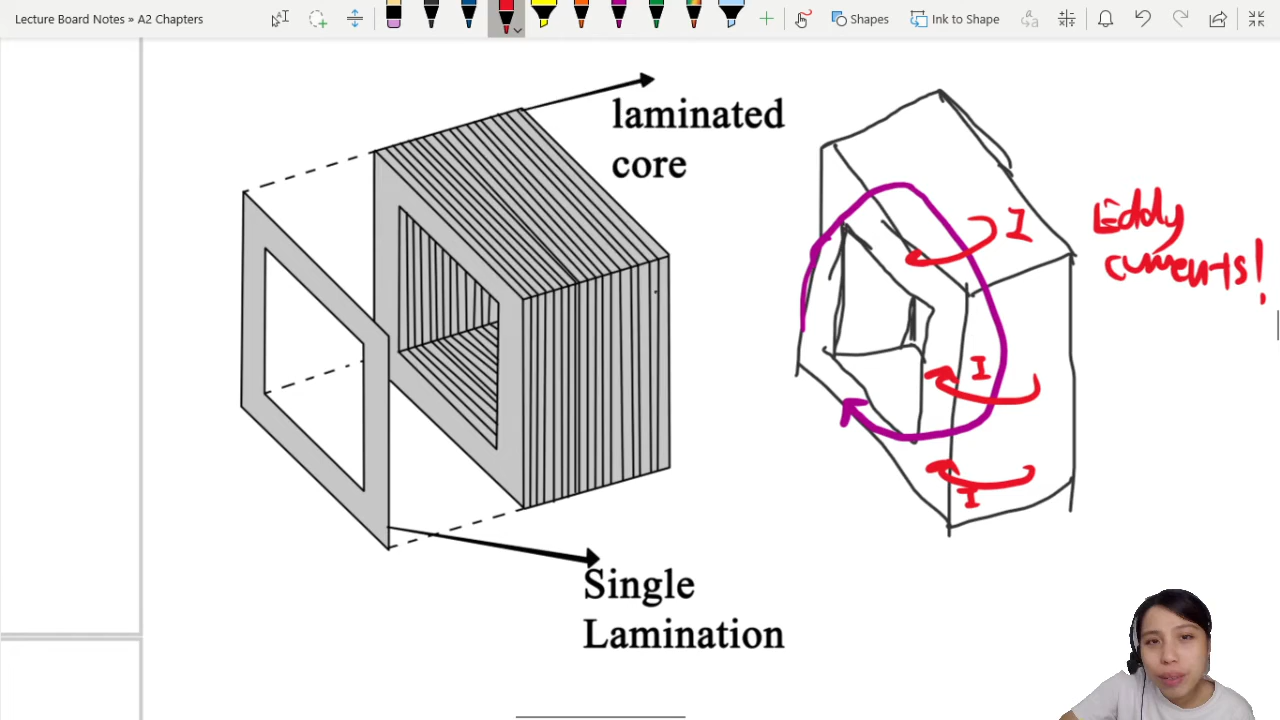 Lecture Board Notes » A2 Chapters
Shapes
Ink to Shape
laminated
core
I
Eddy
currents!
I
I
Single
Lamination